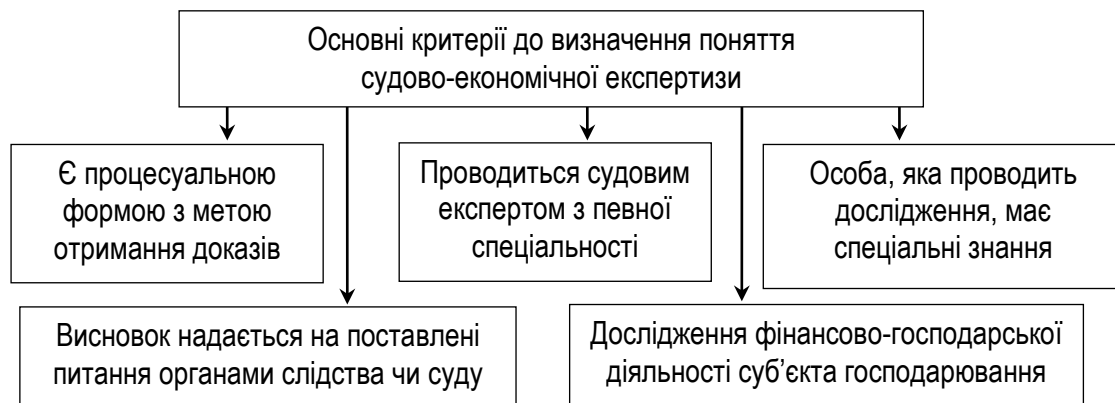 Основні критерії до визначення поняття
судово-економічної експертизи
Є процесуальною
формою з метою
отримання доказів
Проводиться судовим
експертом з певної
спеціальності
Особа, яка проводить
дослідження, має
спеціальні знання
Висновок надається на поставлені
питання органами слідства чи суду
Дослідження фінансово-господарської
діяльності суб’єкта господарювання